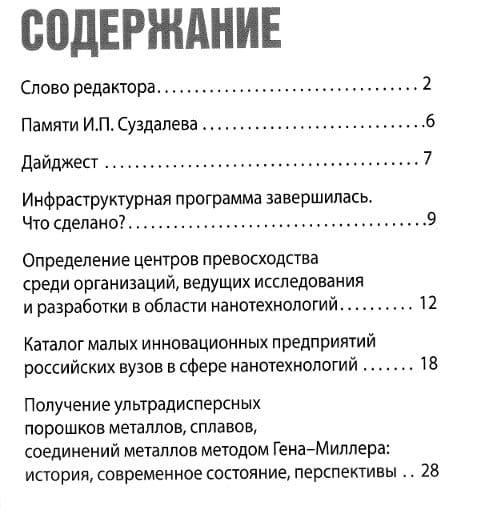 СОДЕРЖАНИЕ
Слово редактора.................................. 2
Памяти И.П. Суздалева ............................6
Дайджест ......................................... 7
Инфраструктурная программа завершилась.
Что сделано?......................................9
Определение центров превосходства
среди организаций, ведущих исследования
и разработки в области нанотехнологий.......... 12
Каталог малых инновационных предприятий
российских вузов в сфере нанотехнологий ....... 18
Получение ультрадисперсных
порошков металлов, сплавов,
соединений металлов методом Гена–Миллера:
история, современное состояние, перспективы .. 28